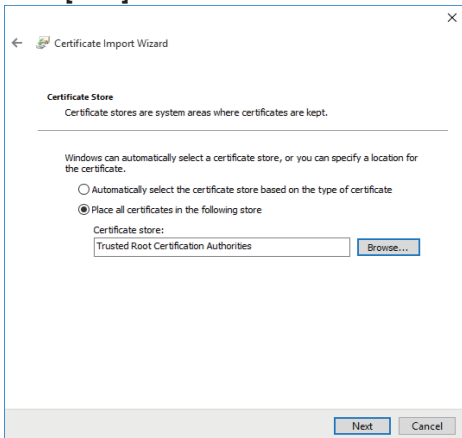 Certificate Import Wizard
Certificate Store
Certificate stores are system areas where certificates are kept.
Windows can automatically select a certificate store, or you can specify a location for
the certificate.
Automatically select the certificate store based on the type of certificate
Place all certificates in the following store
Certificate store:
Trusted Root Certification Authorities
Browse...
Next
Cancel